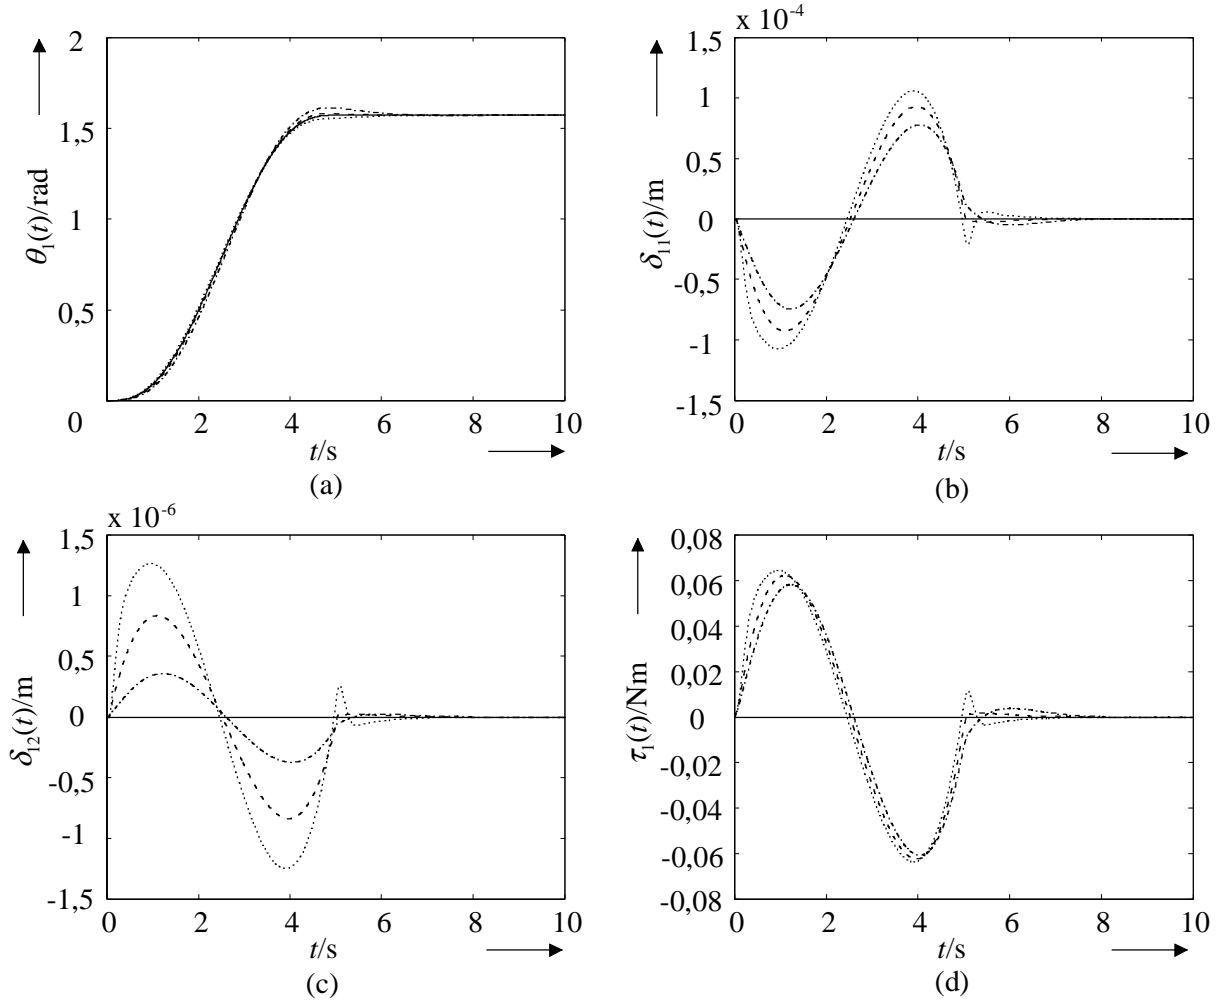 2
1,5
1
0,5
0
θ₁(t)/rad
0 2 4 6 8 10
t/s
(a)
x 10⁻⁴
1,5
1
0,5
0
-0,5
-1
-1,5
δ₁₁(t)/m
0 2 4 6 8 10
t/s
(b)
x 10⁻⁶
1,5
1
0,5
0
-0,5
-1
-1,5
δ₁₂(t)/m
0 2 4 6 8 10
t/s
(c)
0,08
0,06
0,04
0,02
0
-0,02
-0,04
-0,06
-0,08
τ₁(t)/Nm
0 2 4 6 8 10
t/s
(d)